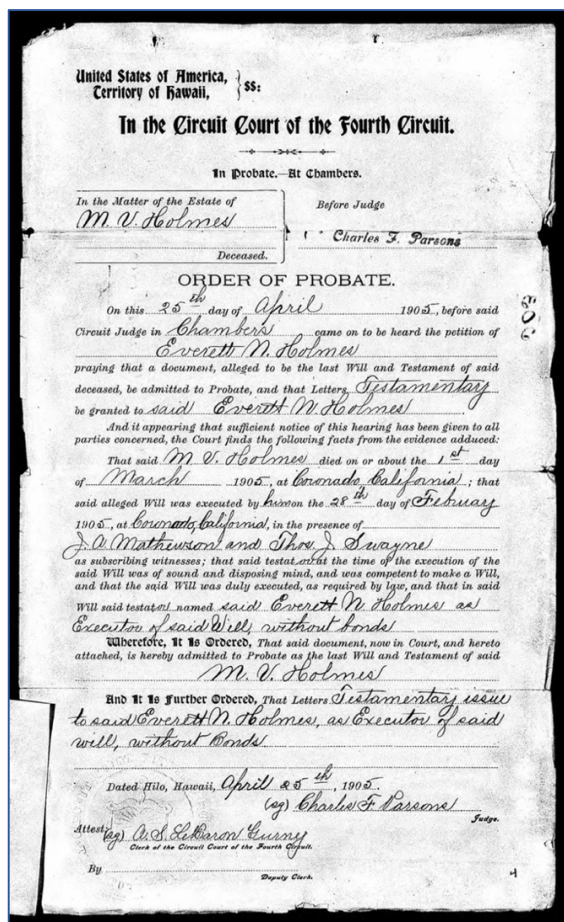 United States of America,
Territory of Hawaii, } SS:
In the Circuit Court of the Fourth Circuit.
In Probate.—At Chambers.
In the Matter of the Estate of
M. V. Holmes
Deceased.
Before Judge
Charles F. Parsons
ORDER OF PROBATE.
On this 25th day of April 1905, before said
Circuit Judge in Chambers came on to be heard the petition of
Everett N. Holmes
praying that a document, alleged to be the last Will and Testament of said
deceased, be admitted to Probate, and that Letters Testamentary
be granted to said Everett N. Holmes.
And it appearing that sufficient notice of this hearing has been given to all
parties concerned, the Court finds the following facts from the evidence adduced:
That said M. V. Holmes died on or about the 1st day
of March 1905, at Coronado, California; that
said alleged Will was executed by him on the 28th day of February
1905, at Coronado, California, in the presence of
J. A. Mathewson and Thos. J. Swayne
as subscribing witnesses; that said testator at the time of the execution of the
said Will was of sound and disposing mind, and was competent to make a Will,
and that the said Will was duly executed, as required by law, and that in said
Will said testator named said Everett N. Holmes as
Executor of said Will, without bonds
Wherefore, It Is Ordered, That said document, now in Court, and hereto
attached, is hereby admitted to Probate as the last Will and Testament of said
M. V. Holmes
And It Is Further Ordered, That Letters Testamentary issue
to said Everett N. Holmes, as Executor of said
will, without Bonds
Dated Hilo, Hawaii, April 25th, 1905.
(sg) Charles F Parsons
Judge.
Attest: (sg) A. S. LeBaron Gurney
Clerk of the Circuit Court of the Fourth Circuit.
By
Deputy Clerk.
4